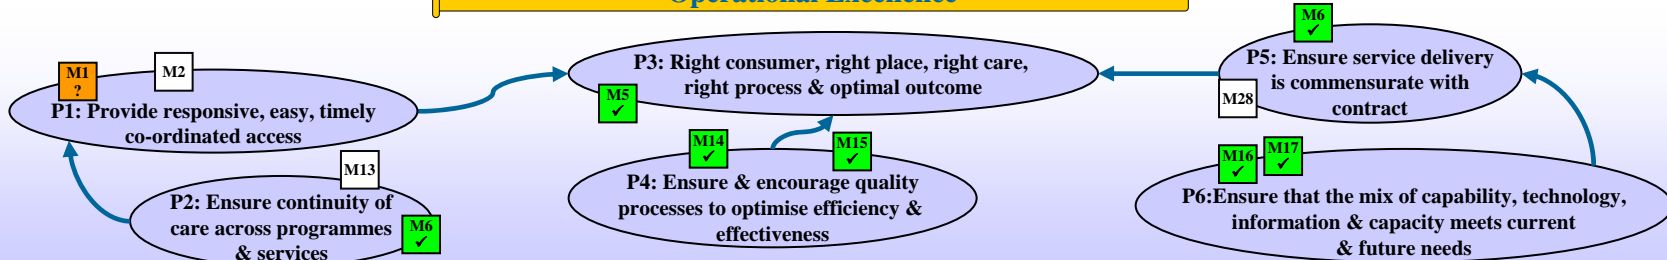 Operational Excellence
M1
?
M2
P1: Provide responsive, easy, timely
co-ordinated access
M13
P2: Ensure continuity of
care across programmes
& services
M6
✓
P3: Right consumer, right place, right care,
right process & optimal outcome
M5
✓
M14
✓
M15
✓
P4: Ensure & encourage quality
processes to optimise efficiency &
effectiveness
M6
✓
P5: Ensure service delivery
is commensurate with
contract
M28
M16
✓
M17
✓
P6:Ensure that the mix of capability, technology,
information & capacity meets current
& future needs